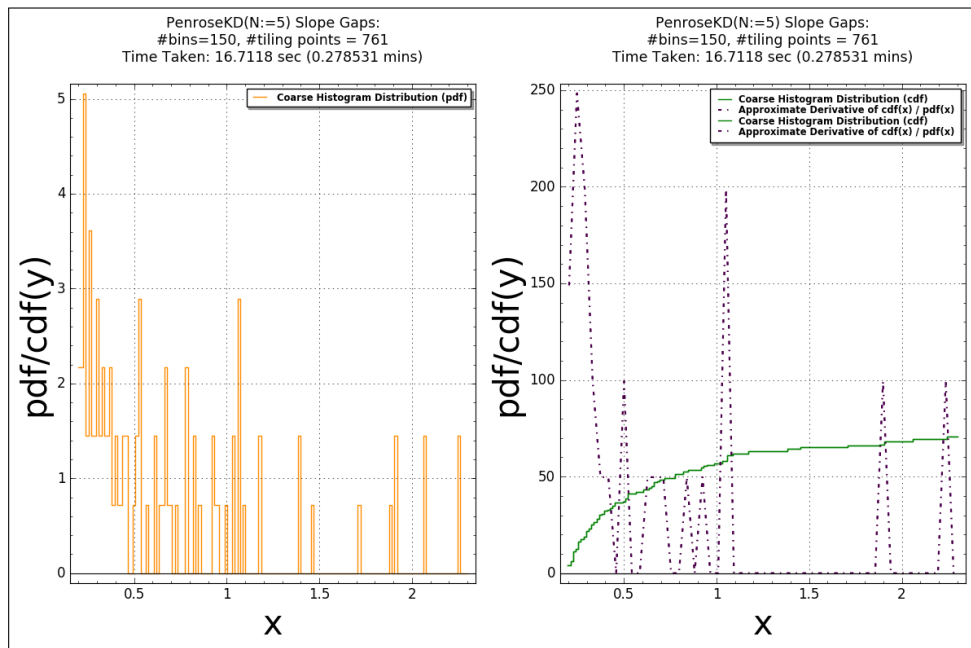 PenroseKD(N:=5) Slope Gaps:
#bins=150, #tiling points = 761
Time Taken: 16.7118 sec (0.278531 mins)
Coarse Histogram Distribution (pdf)
5
4
3
2
1
0
pdf/cdf(y)
0.5
1
1.5
2
x
PenroseKD(N:=5) Slope Gaps:
#bins=150, #tiling points = 761
Time Taken: 16.7118 sec (0.278531 mins)
Coarse Histogram Distribution (cdf)
Approximate Derivative of cdf(x) / pdf(x)
Coarse Histogram Distribution (cdf)
Approximate Derivative of cdf(x) / pdf(x)
250
200
150
100
50
0
pdf/cdf(y)
0.5
1
1.5
2
x